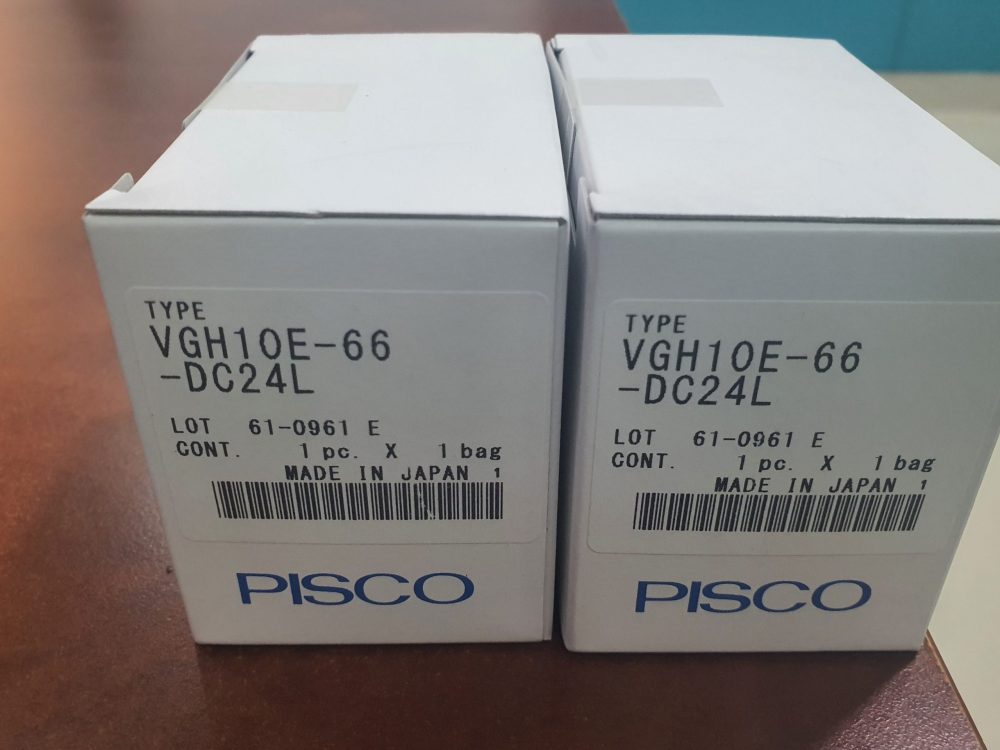 TYPE
VGH10E-66
-DC24L
LOT 61-0961 E
CONT. 1 pc. X 1 bag
MADE IN JAPAN 1
PISCO
TYPE
VGH10E-66
-DC24L
LOT 61-0961 E
CONT. 1 pc. X 1 bag
MADE IN JAPAN 1
PISCO